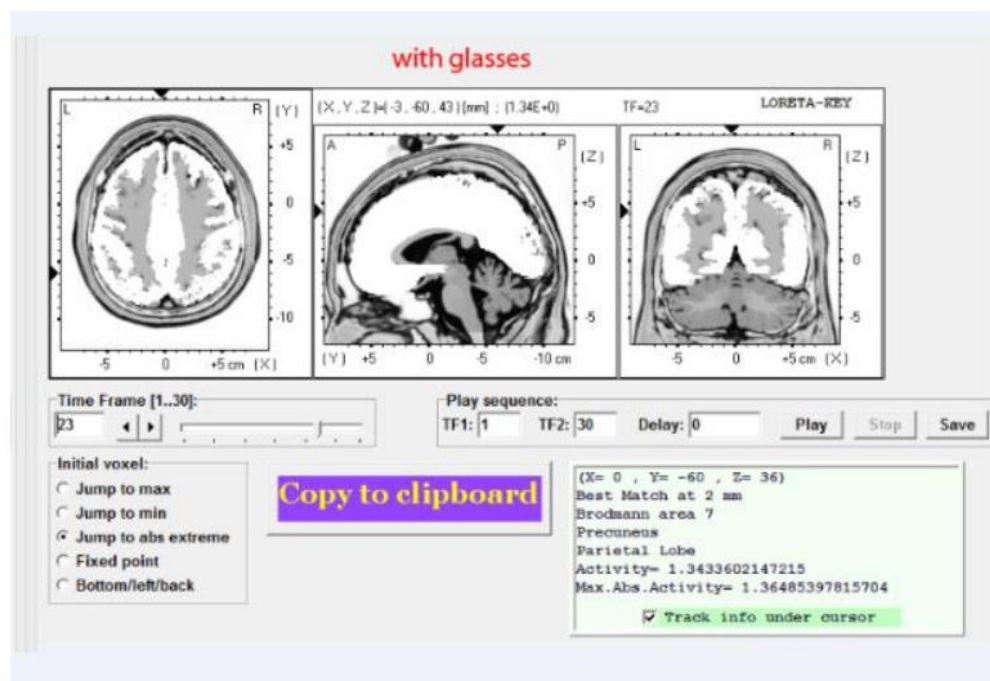 with glasses
(X,Y,Z)=(-3,-60,43)[mm] ; (1.34E+0) TF=23 LORETA-KEY
L R (Y)
+5
0
-5
-10
-5 0 +5 cm (X)
A P (Z)
+5
0
-5
(Y) +5 0 -5 -10 cm
L R (Z)
+5
0
-5
-5 0 +5 cm (X)
Time Frame [1..30]:
23
Play sequence:
TF1: 1 TF2: 30 Delay: 0 Play Stop Save
Initial voxel:
Jump to max
Jump to min
Jump to abs extreme
Fixed point
Bottom/left/back
Copy to clipboard
(X= 0 , Y= -60 , Z= 36)
Best Match at 2 mm
Brodmann area 7
Precuneus
Parietal Lobe
Activity= 1.3433602147215
Max.Abs.Activity= 1.36485397815704
Track info under cursor